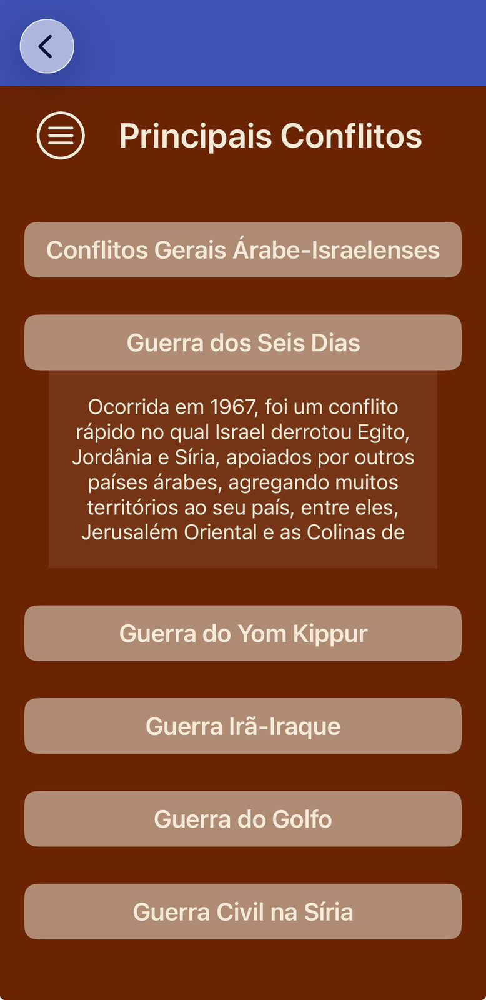 Principais Conflitos
Conflitos Gerais Árabe-Israelenses
Guerra dos Seis Dias
Ocorrida em 1967, foi um conflito
rápido no qual Israel derrotou Egito,
Jordânia e Síria, apoiados por outros
países árabes, agregando muitos
territórios ao seu país, entre eles,
Jerusalém Oriental e as Colinas de
Guerra do Yom Kippur
Guerra Irã-Iraque
Guerra do Golfo
Guerra Civil na Síria